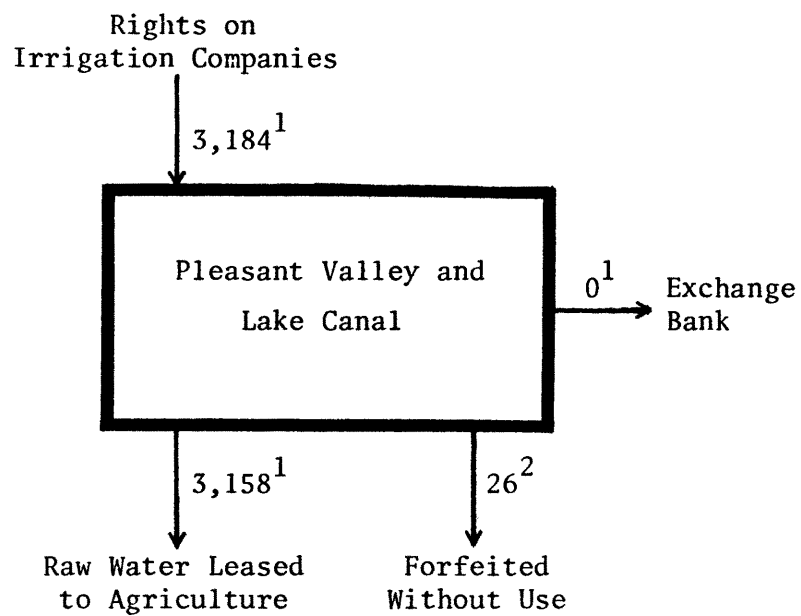 Rights on
Irrigation Companies
3,184¹
Pleasant Valley and
Lake Canal
0¹
Exchange
Bank
3,158¹
26²
Raw Water Leased
to Agriculture
Forfeited
Without Use